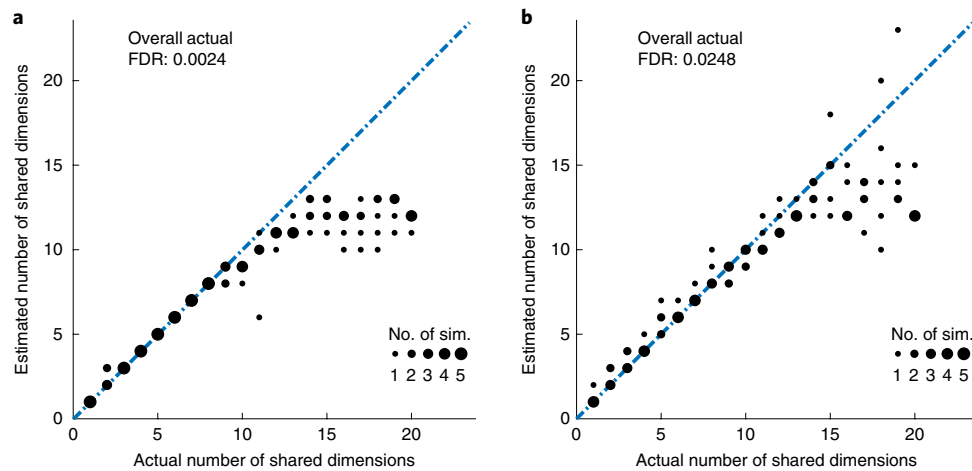 a
Overall actual
FDR: 0.0024
Estimated number of shared dimensions
20
15
10
5
0
No. of sim.
1 2 3 4 5
0 5 10 15 20
Actual number of shared dimensions
b
Overall actual
FDR: 0.0248
Estimated number of shared dimensions
20
15
10
5
0
No. of sim.
1 2 3 4 5
0 5 10 15 20
Actual number of shared dimensions